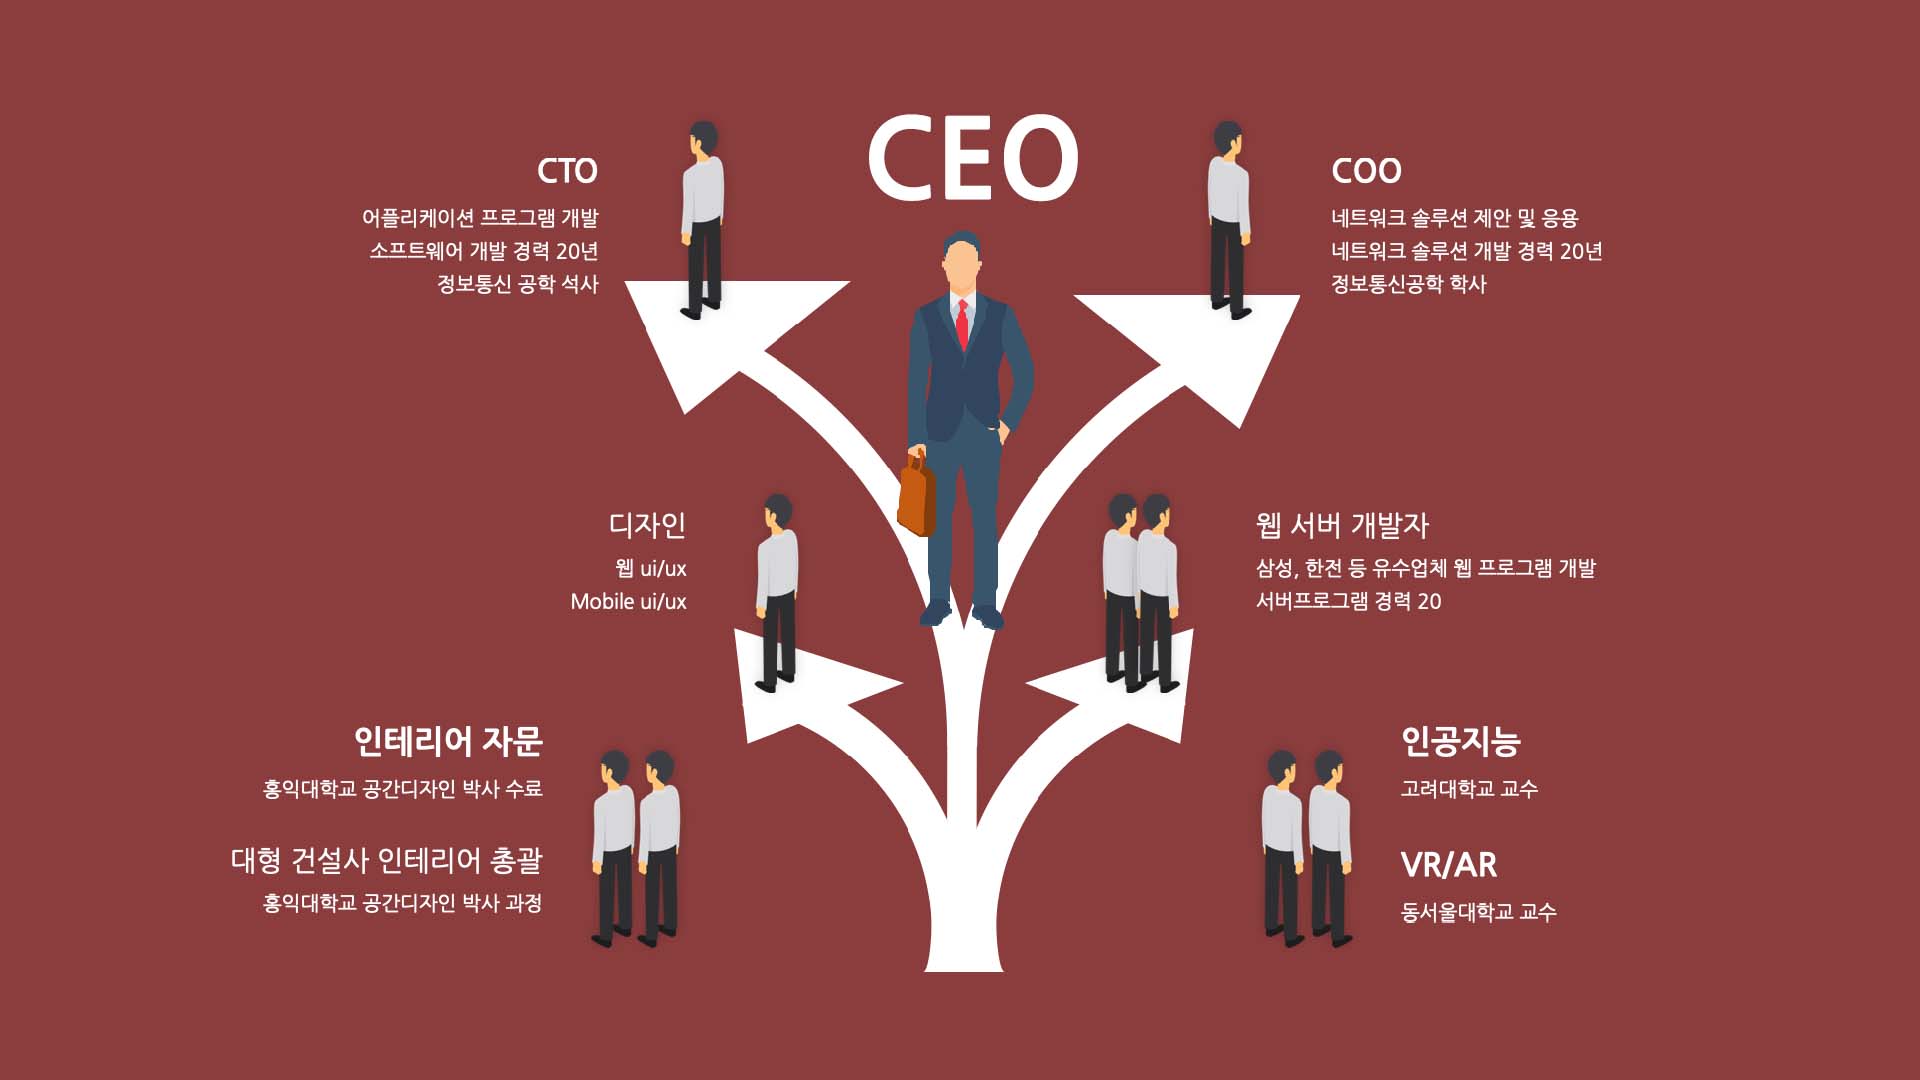 CEO
CTO
어플리케이션 프로그램 개발
소프트웨어 개발 경력 20년
정보통신 공학 석사
COO
네트워크 솔루션 제안 및 응용
네트워크 솔루션 개발 경력 20년
정보통신공학 학사
디자인
웹 ui/ux
Mobile ui/ux
웹 서버 개발자
삼성, 한전 등 유수업체 웹 프로그램 개발
서버프로그램 경력 20
인테리어 자문
홍익대학교 공간디자인 박사 수료
대형 건설사 인테리어 총괄
홍익대학교 공간디자인 박사 과정
인공지능
고려대학교 교수
VR/AR
동서울대학교 교수